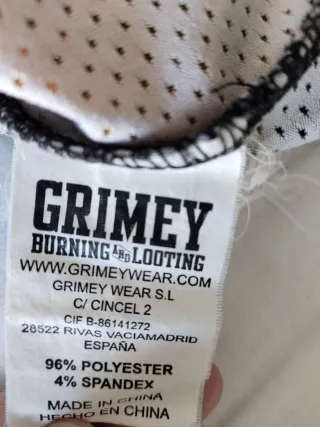 GRIMEY
BURNING AND LOOTING
WWW.GRIMEYWEAR.COM
GRIMEY WEAR S.L
C/ CINCEL 2
CIF B-86141272
28522 RIVAS VACIAMADRID
ESPAÑA
96% POLYESTER
4% SPANDEX
MADE IN CHINA
HECHO EN CHINA